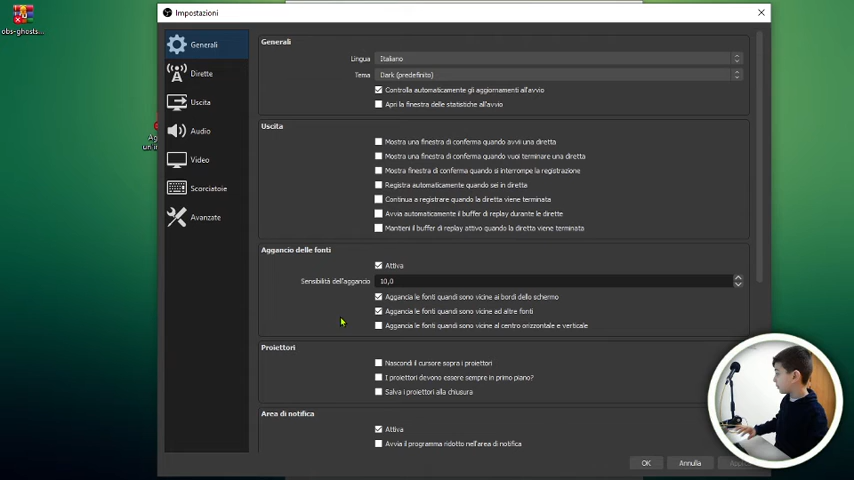 Impostazioni
obs-ghosts...
Generali
Dirette
Uscita
Audio
Video
Scorciatoie
Avanzate
Generali
Lingua Italiano
Tema Dark (predefinito)
Controlla automaticamente gli aggiornamenti all'avvio
Apri la finestra delle statistiche all'avvio
Uscita
Mostra una finestra di conferma quando avvii una diretta
Mostra una finestra di conferma quando vuoi terminare una diretta
Mostra finestra di conferma quando si interrompe la registrazione
Registra automaticamente quando sei in diretta
Continua a registrare quando la diretta viene terminata
Avvia automaticamente il buffer di replay durante le dirette
Mantieni il buffer di replay attivo quando la diretta viene terminata
Aggancio delle fonti
Attiva
Sensibilità dell'aggancio 10,0
Aggancia le fonti quando sono vicine ai bordi dello schermo
Aggancia le fonti quando sono vicine ad altre fonti
Aggancia le fonti quando sono vicine al centro orizzontale e verticale
Proiettori
Nascondi il cursore sopra i proiettori
I proiettori devono essere sempre in primo piano?
Salva i proiettori alla chiusura
Area di notifica
Attiva
Avvia il programma ridotto nell'area di notifica
OK
Annulla